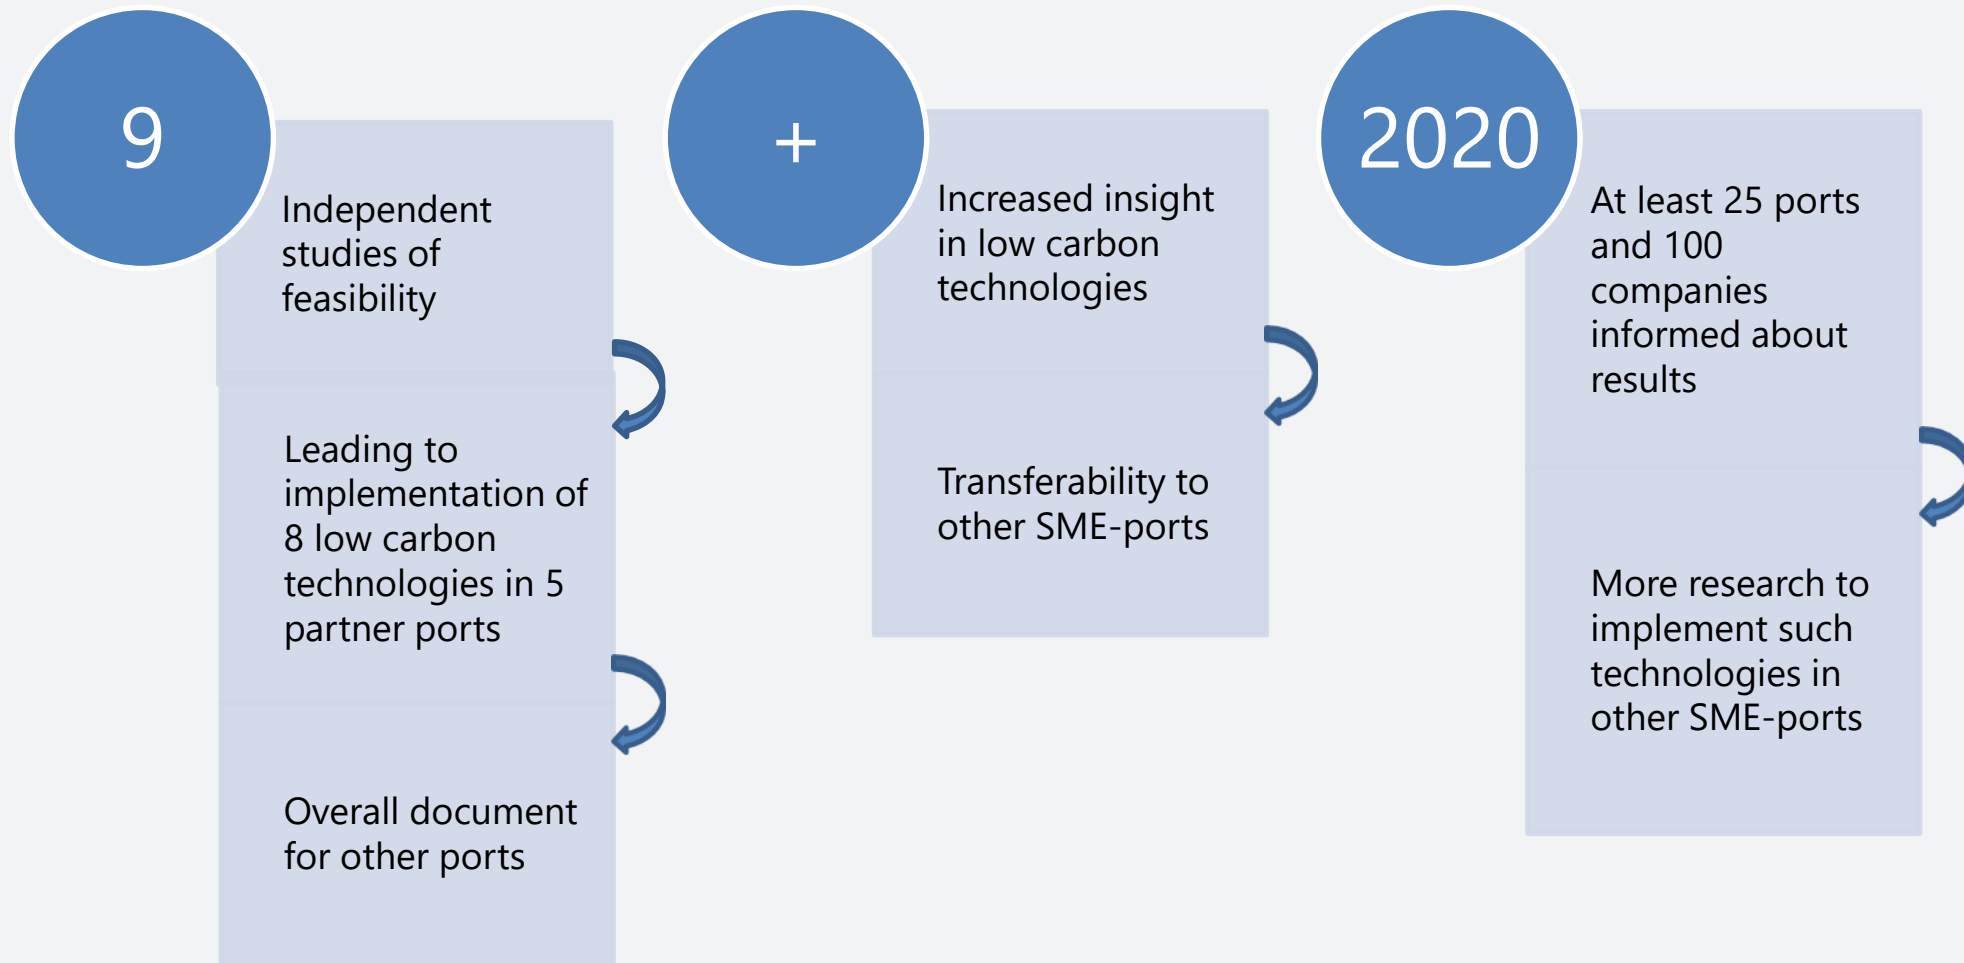 9
Independent
studies of
feasibility
Leading to
implementation of
8 low carbon
technologies in 5
partner ports
Overall document
for other ports
+
Increased insight
in low carbon
technologies
Transferability to
other SME-ports
2020
At least 25 ports
and 100
companies
informed about
results
More research to
implement such
technologies in
other SME-ports